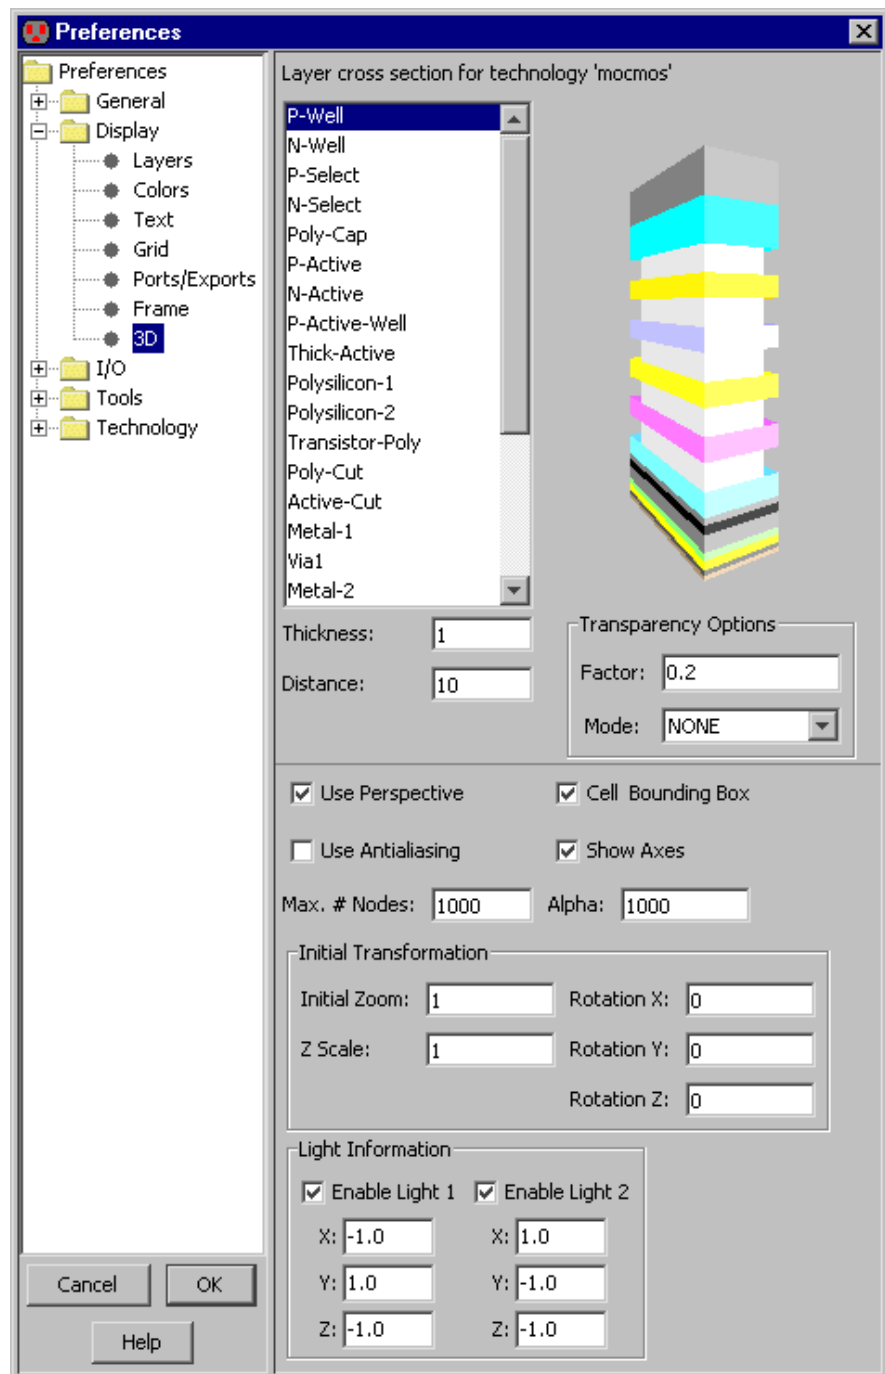 Preferences
Preferences
General
Display
Layers
Colors
Text
Grid
Ports/Exports
Frame
3D
I/O
Tools
Technology
Cancel
OK
Help
Layer cross section for technology 'mocmos'
P-Well
N-Well
P-Select
N-Select
Poly-Cap
P-Active
N-Active
P-Active-Well
Thick-Active
Polysilicon-1
Polysilicon-2
Transistor-Poly
Poly-Cut
Active-Cut
Metal-1
Via1
Metal-2
Thickness: 1
Distance: 10
Transparency Options
Factor: 0.2
Mode: NONE
Use Perspective
Cell Bounding Box
Use Antialiasing
Show Axes
Max. # Nodes: 1000
Alpha: 1000
Initial Transformation
Initial Zoom: 1
Rotation X: 0
Z Scale: 1
Rotation Y: 0
Rotation Z: 0
Light Information
Enable Light 1
Enable Light 2
X: -1.0
X: 1.0
Y: 1.0
Y: -1.0
Z: -1.0
Z: -1.0